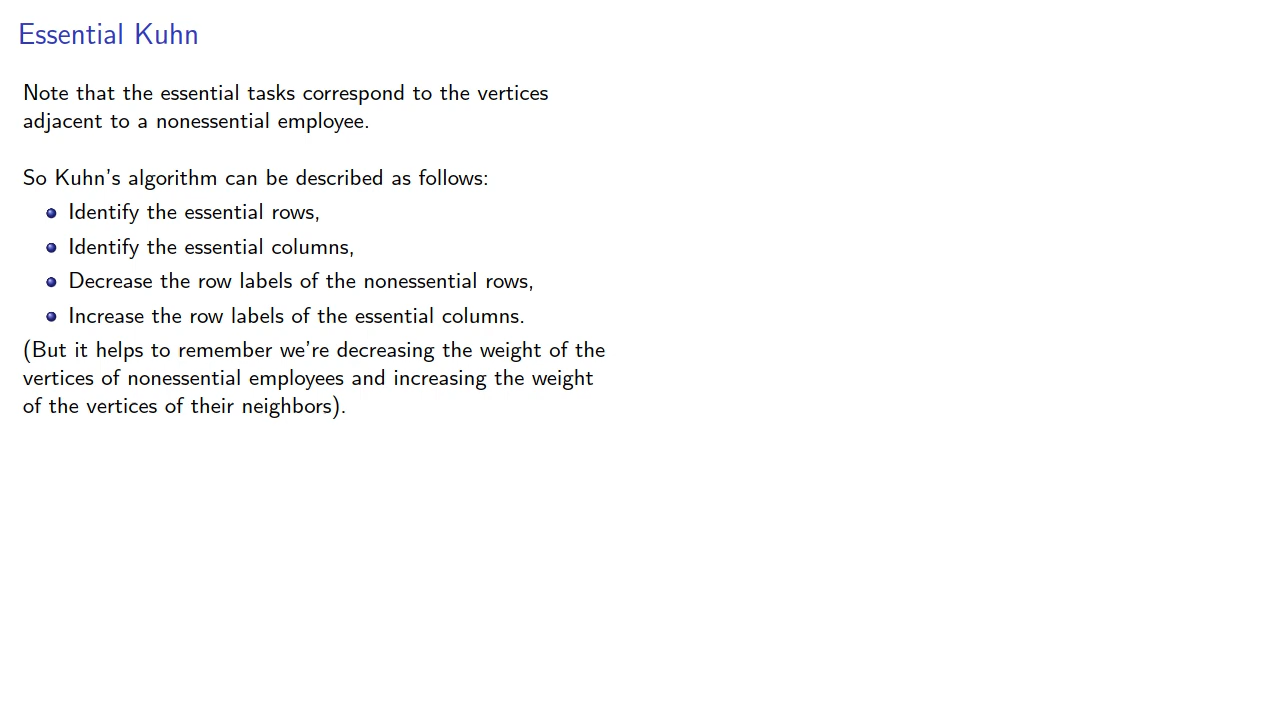 Essential Kuhn
Note that the essential tasks correspond to the vertices
adjacent to a nonessential employee.
So Kuhn's algorithm can be described as follows:
Identify the essential rows,
Identify the essential columns,
Decrease the row labels of the nonessential rows,
Increase the row labels of the essential columns.
(But it helps to remember we're decreasing the weight of the
vertices of nonessential employees and increasing the weight
of the vertices of their neighbors).